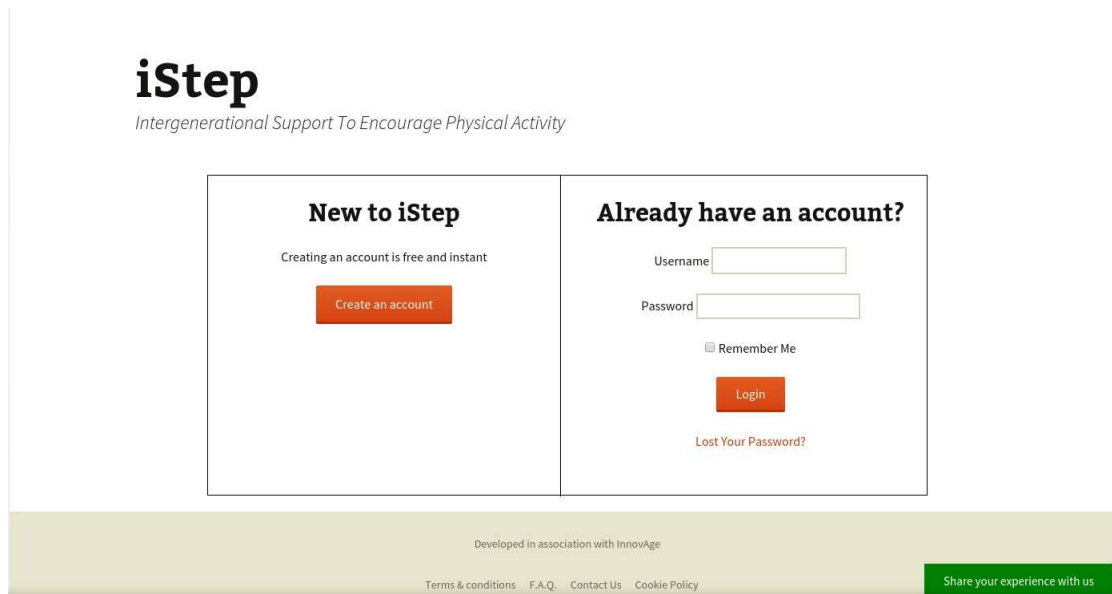 iStep
Intergenerational Support To Encourage Physical Activity
New to iStep
Creating an account is free and instant
Create an account
Already have an account?
Username
Password
Remember Me
Login
Lost Your Password?
Developed in association with InnovAge
Terms & conditions F.A.Q. Contact Us Cookie Policy
Share your experience with us